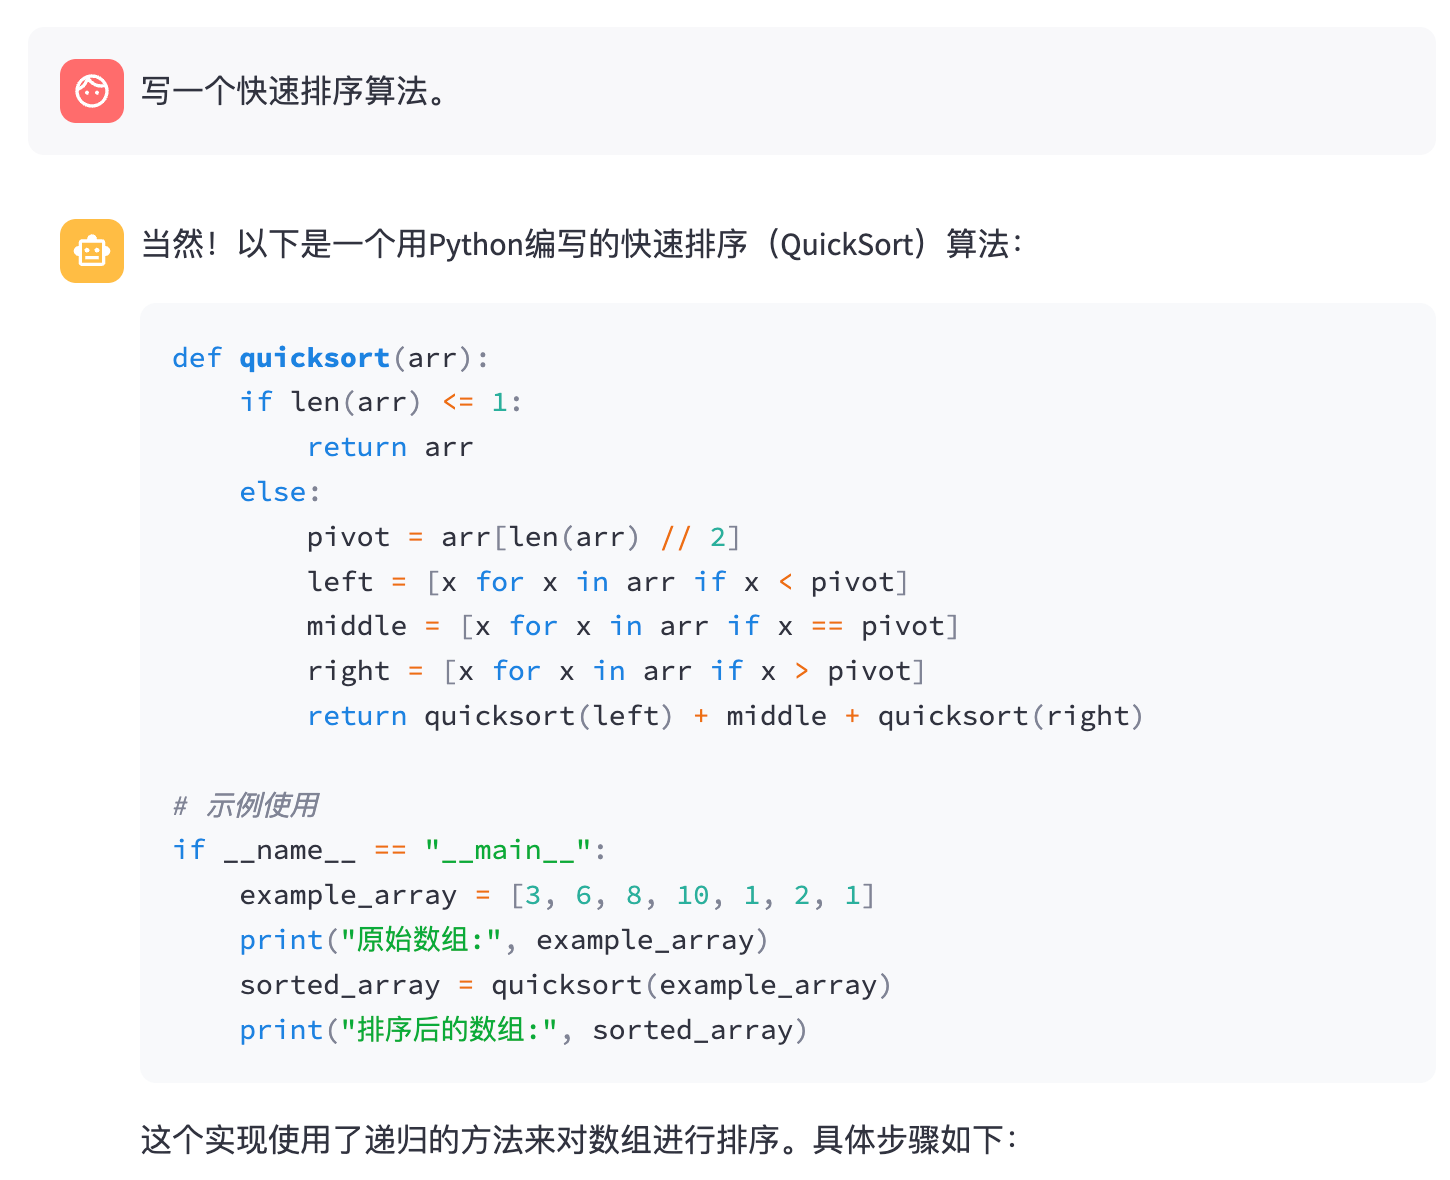 写一个快速排序算法。
当然！以下是一个用Python编写的快速排序（QuickSort）算法：
def quicksort(arr):
    if len(arr) <= 1:
        return arr
    else:
        pivot = arr[len(arr) // 2]
        left = [x for x in arr if x < pivot]
        middle = [x for x in arr if x == pivot]
        right = [x for x in arr if x > pivot]
        return quicksort(left) + middle + quicksort(right)

# 示例使用
if __name__ == "__main__":
    example_array = [3, 6, 8, 10, 1, 2, 1]
    print("原始数组:", example_array)
    sorted_array = quicksort(example_array)
    print("排序后的数组:", sorted_array)
这个实现使用了递归的方法来对数组进行排序。具体步骤如下：